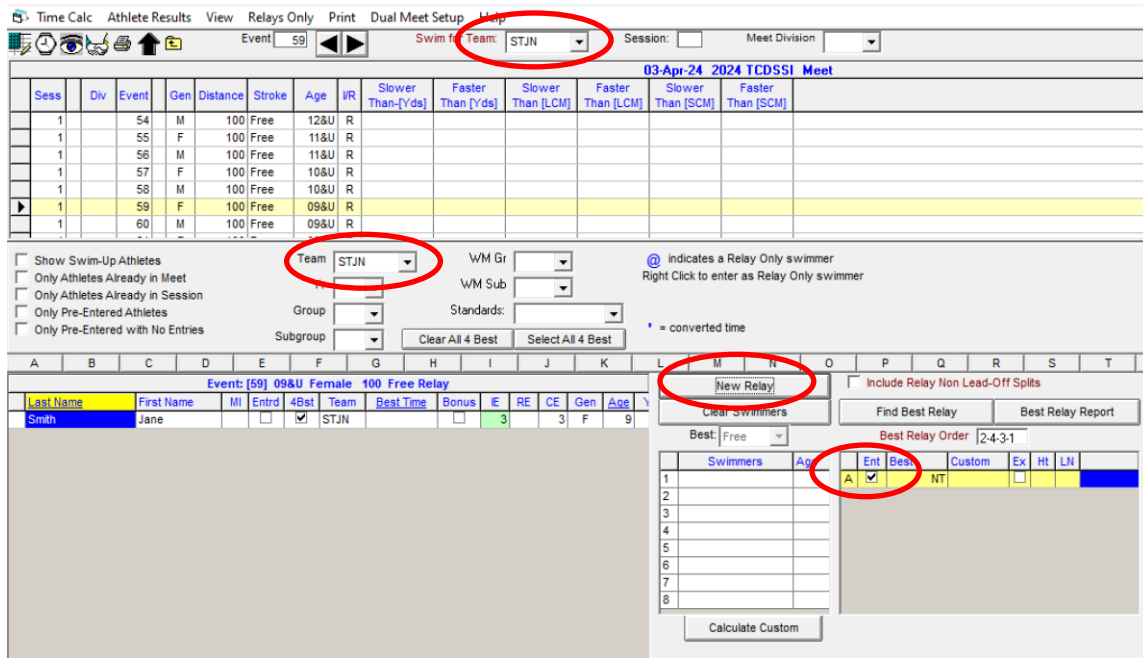 Time Calc Athlete Results View Relays Only Print Dual Meet Setup Help
Event 59 Swim for Team: STJN Session: Meet Division
03-Apr-24 2024 TCDSSI Meet
Sess Div Event Gen Distance Stroke Age I/R Slower Than-[Yds] Faster Than [Yds] Slower Than [LCM] Faster Than [LCM] Slower Than [SCM] Faster Than [SCM]
1 54 M 100 Free 12&U R
1 55 F 100 Free 11&U R
1 56 M 100 Free 11&U R
1 57 F 100 Free 10&U R
1 58 M 100 Free 10&U R
1 59 F 100 Free 09&U R
1 60 M 100 Free 09&U R
Show Swim-Up Athletes Team STJN WM Gr @ indicates a Relay Only swimmer
Only Athletes Already in Meet WM Sub Right Click to enter as Relay Only swimmer
Only Athletes Already in Session
Only Pre-Entered Athletes Group Standards:
Only Pre-Entered with No Entries Subgroup Clear All 4 Best Select All 4 Best ' = converted time
A B C D E F G H I J K L M N O P Q R S T
Event: [59] 09&U Female 100 Free Relay New Relay Include Relay Non Lead-Off Splits
Last Name First Name MI Entrd 4Bst Team Best Time Bonus IE RE CE Gen Age Y
Smith Jane STJN 3 3 F 9
Clear Swimmers Find Best Relay Best Relay Report
Best: Free Best Relay Order 2-4-3-1
Swimmers Age Ent Best Custom Ex Ht LN
1 A NT
2
3
4
5
6
7
8
Calculate Custom